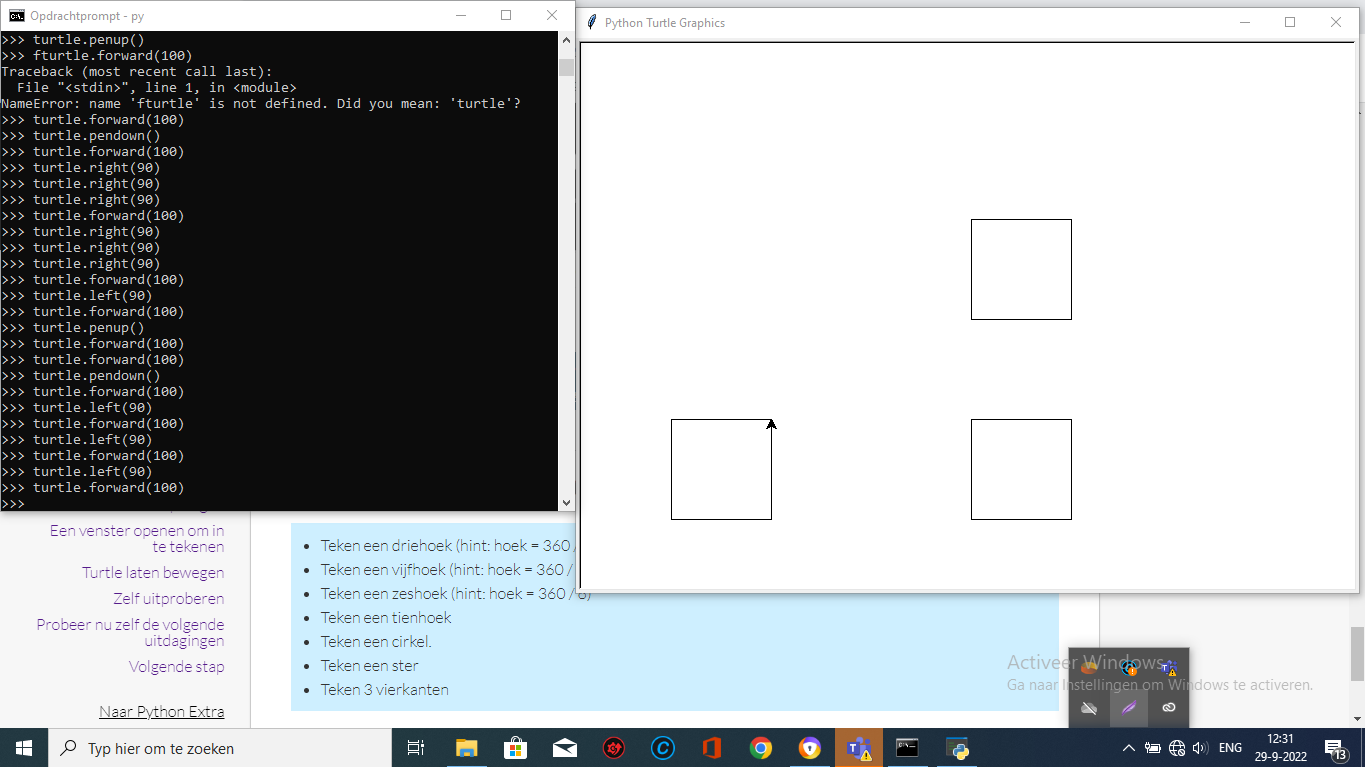 Opdrachtprompt - py
>>> turtle.penup()
>>> fturtle.forward(100)
Traceback (most recent call last):
  File "<stdin>", line 1, in <module>
NameError: name 'fturtle' is not defined. Did you mean: 'turtle'?
>>> turtle.forward(100)
>>> turtle.pendown()
>>> turtle.forward(100)
>>> turtle.right(90)
>>> turtle.right(90)
>>> turtle.right(90)
>>> turtle.forward(100)
>>> turtle.right(90)
>>> turtle.right(90)
>>> turtle.right(90)
>>> turtle.forward(100)
>>> turtle.left(90)
>>> turtle.forward(100)
>>> turtle.penup()
>>> turtle.forward(100)
>>> turtle.forward(100)
>>> turtle.pendown()
>>> turtle.forward(100)
>>> turtle.left(90)
>>> turtle.forward(100)
>>> turtle.left(90)
>>> turtle.forward(100)
>>> turtle.left(90)
>>> turtle.forward(100)
>>>
Python Turtle Graphics
Een venster openen om in
te tekenen
Turtle laten bewegen
Zelf uitproberen
Probeer nu zelf de volgende
uitdagingen
Volgende stap
Naar Python Extra
Teken een driehoek (hint: hoek = 360 /
Teken een vijfhoek (hint: hoek = 360 /
Teken een zeshoek (hint: hoek = 360 / 6)
Teken een tienhoek
Teken een cirkel.
Teken een ster
Teken 3 vierkanten
Activeer Windows
Ga naar Instellingen om Windows te activeren.
Typ hier om te zoeken
ENG
12:31
29-9-2022
13